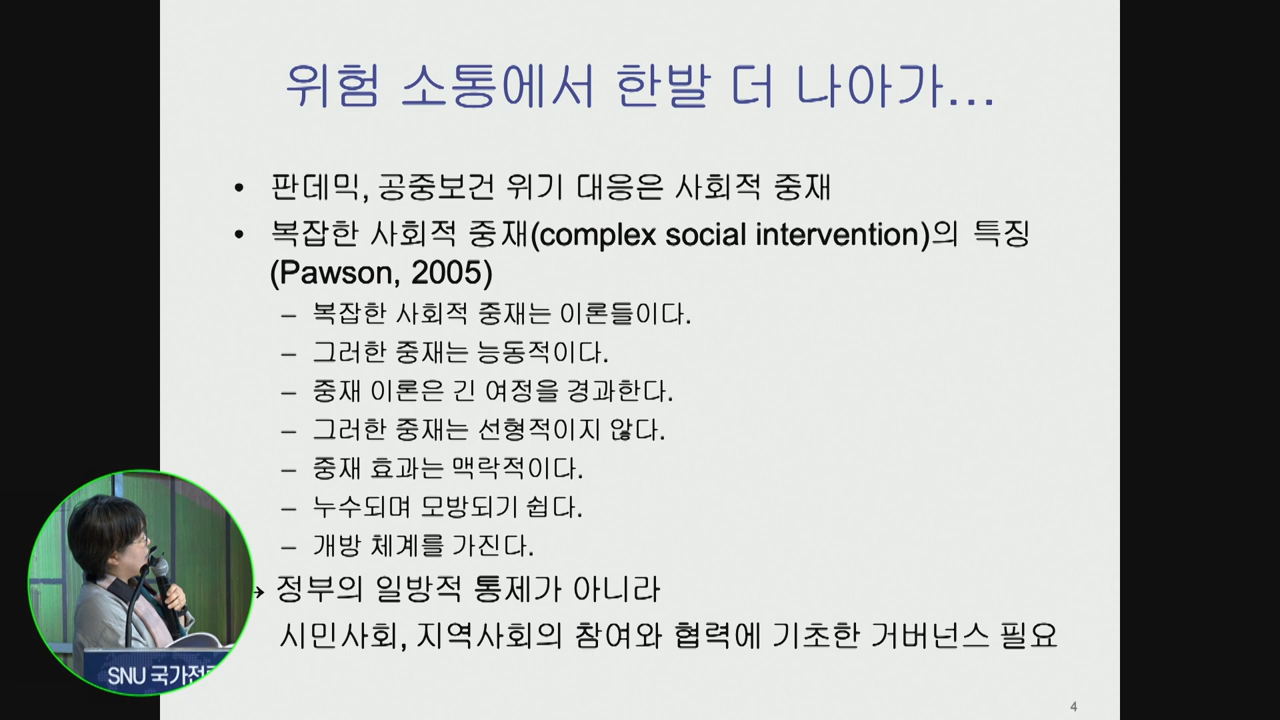 위험 소통에서 한발 더 나아가...
• 판데믹, 공중보건 위기 대응은 사회적 중재
• 복잡한 사회적 중재(complex social intervention)의 특징
(Pawson, 2005)
– 복잡한 사회적 중재는 이론들이다.
– 그러한 중재는 능동적이다.
– 중재 이론은 긴 여정을 경과한다.
– 그러한 중재는 선형적이지 않다.
– 중재 효과는 맥락적이다.
– 누수되며 모방되기 쉽다.
– 개방 체계를 가진다.
→ 정부의 일방적 통제가 아니라
시민사회, 지역사회의 참여와 협력에 기초한 거버넌스 필요
SNU 국가전
4